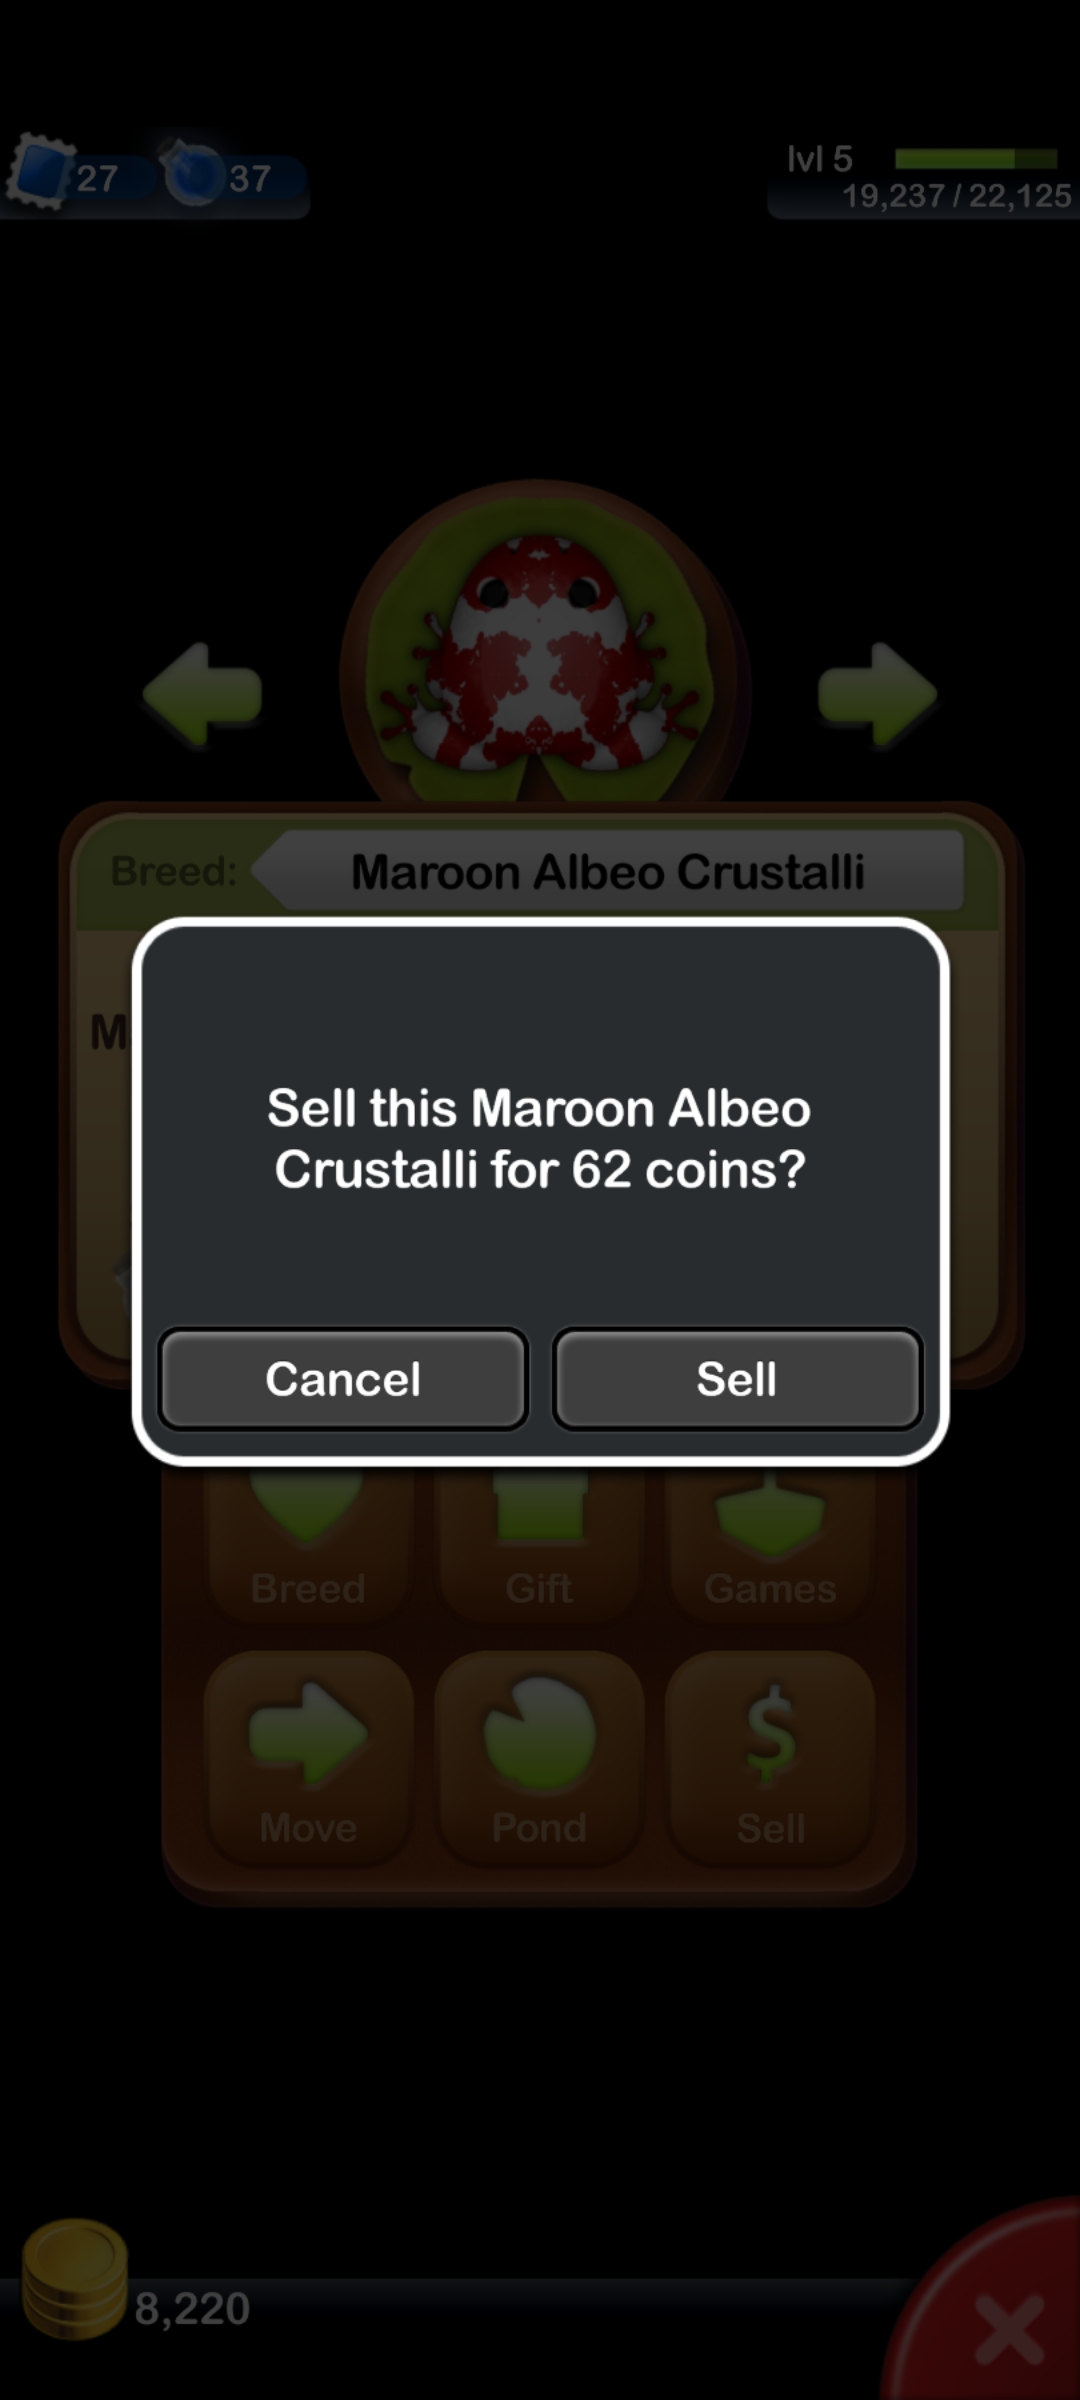 27
37
lvl 5
19,237 / 22,125
Breed:
Maroon Albeo Crustalli
M
Sell this Maroon Albeo
Crustalli for 62 coins?
Cancel
Sell
Breed
Gift
Games
Move
Pond
Sell
8,220